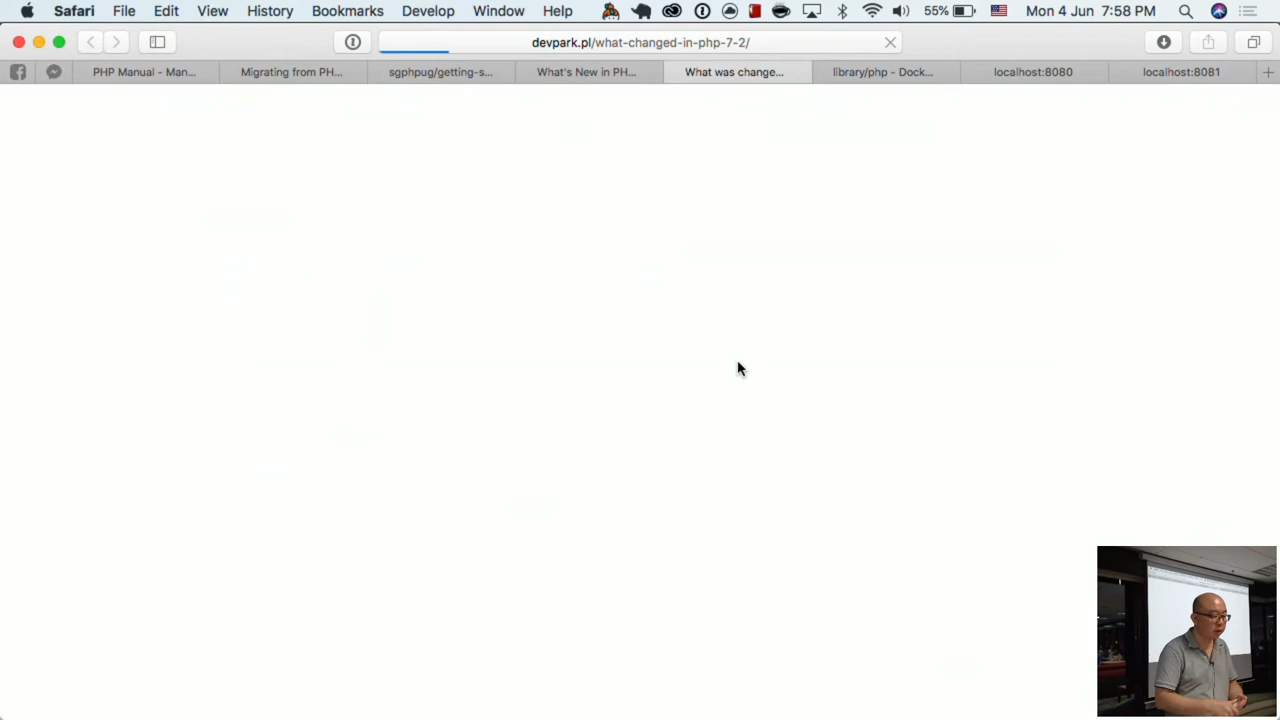 Safari File Edit View History Bookmarks Develop Window Help 55% Mon 4 Jun 7:58 PM
devpark.pl/what-changed-in-php-7-2/
PHP Manual - Man... Migrating from PH... sgphpug/getting-s... What's New in PH... What was change... library/php - Dock... localhost:8080 localhost:8081